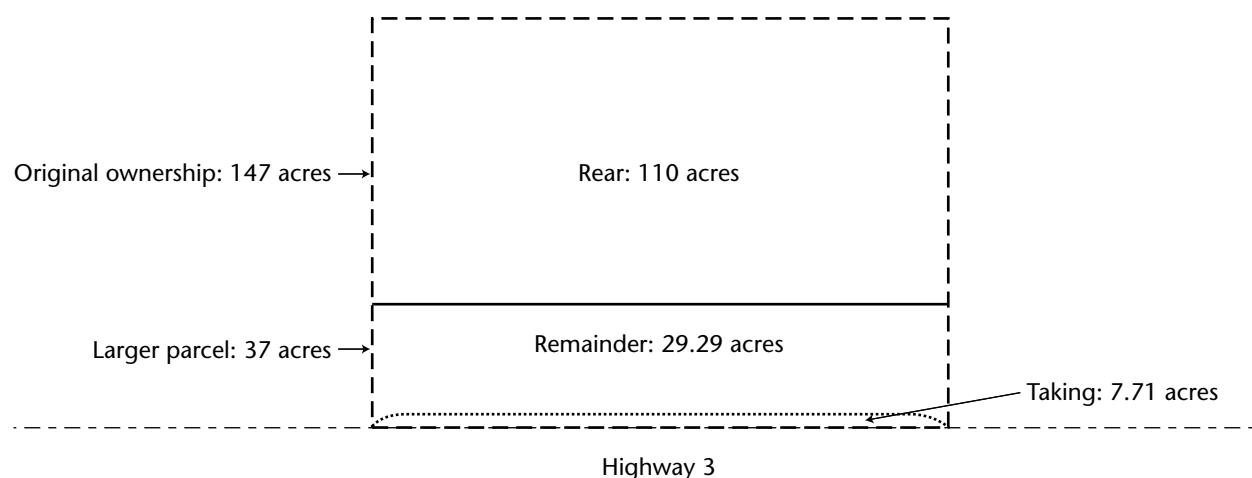 Original ownership: 147 acres
Rear: 110 acres
Larger parcel: 37 acres
Remainder: 29.29 acres
Taking: 7.71 acres
Highway 3